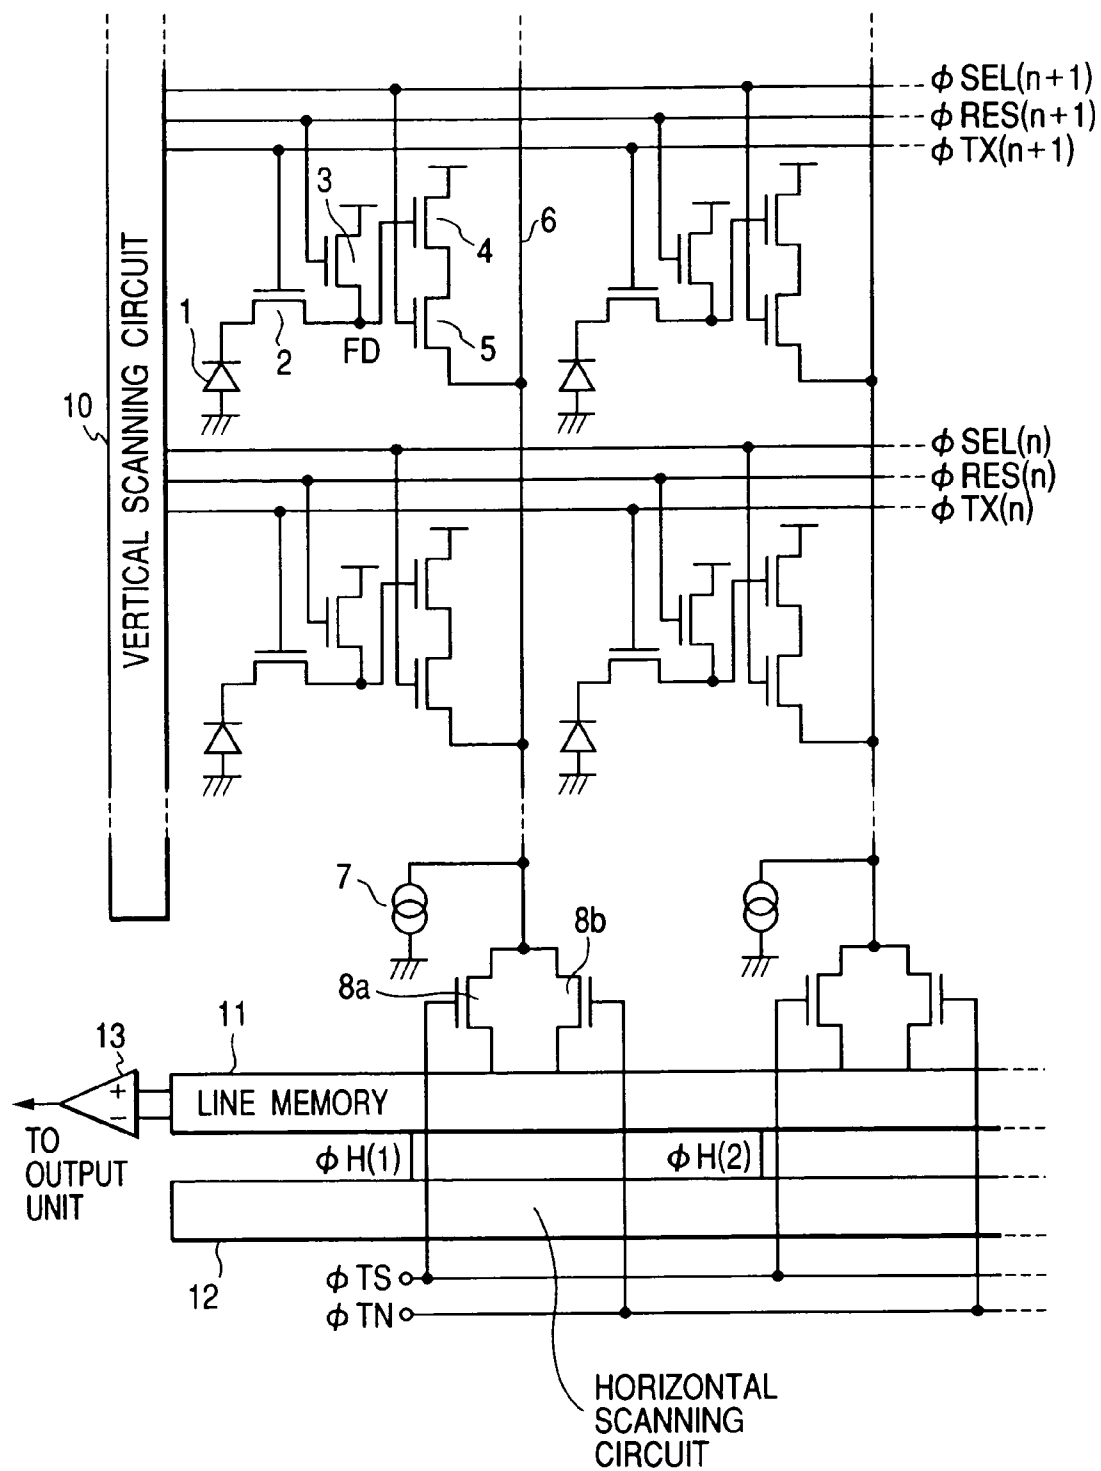 ϕ SEL(n+1)
ϕ RES(n+1)
ϕ TX(n+1)
3
6
4
1
2
FD
5
10
VERTICAL SCANNING CIRCUIT
ϕ SEL(n)
ϕ RES(n)
ϕ TX(n)
7
8b
8a
11
13
+
−
LINE MEMORY
TO
OUTPUT
UNIT
ϕ H(1)
ϕ H(2)
12
ϕ TS
ϕ TN
HORIZONTAL
SCANNING
CIRCUIT